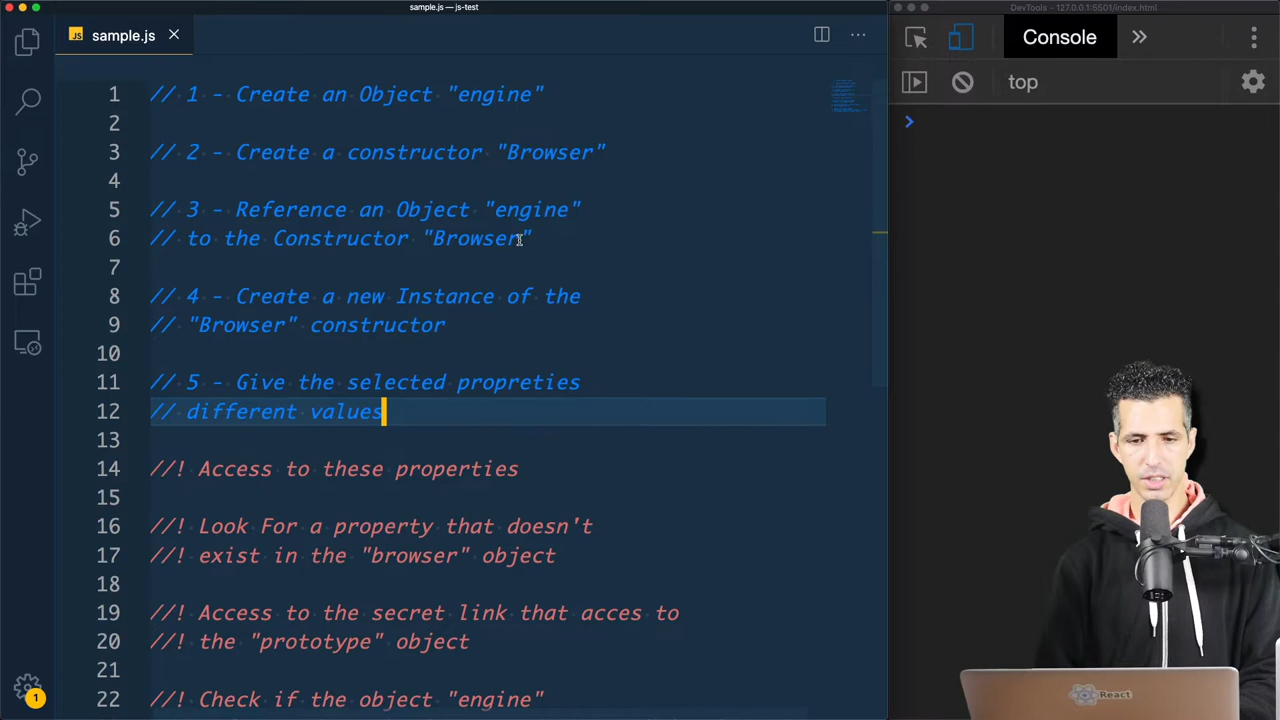 sample.js — js-test
DevTools - 127.0.0.1:5501/index.html
JS sample.js
Console
top
1 // 1 - Create an Object "engine"
2
3 // 2 - Create a constructor "Browser"
4
5 // 3 - Reference an Object "engine"
6 // to the Constructor "Browser"
7
8 // 4 - Create a new Instance of the
9 // "Browser" constructor
10
11 // 5 - Give the selected propreties
12 // different values
13
14 //! Access to these properties
15
16 //! Look For a property that doesn't
17 //! exist in the "browser" object
18
19 //! Access to the secret link that acces to
20 //! the "prototype" object
21
22 //! Check if the object "engine"
1
React